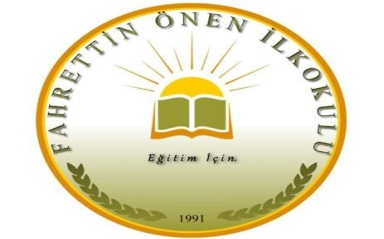 FAHRETTİN ÖNEN İLKOKULU
Eğitim İçin.
1991